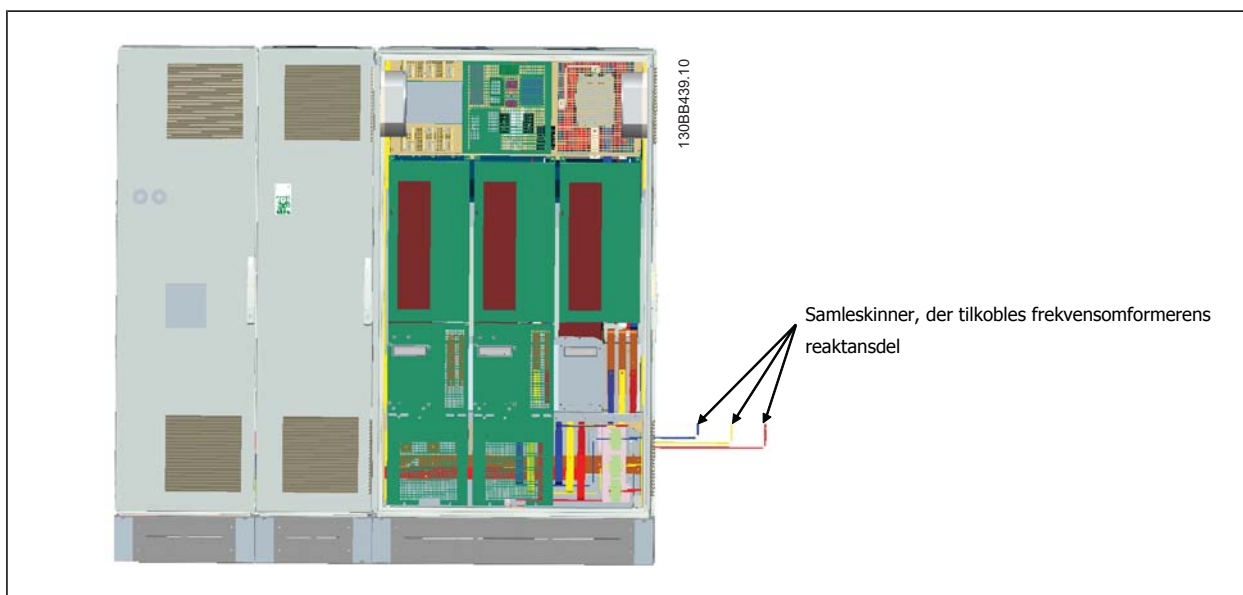 130BB439.10
Samleskinner, der tilkobles frekvensomformerens
reaktansdel